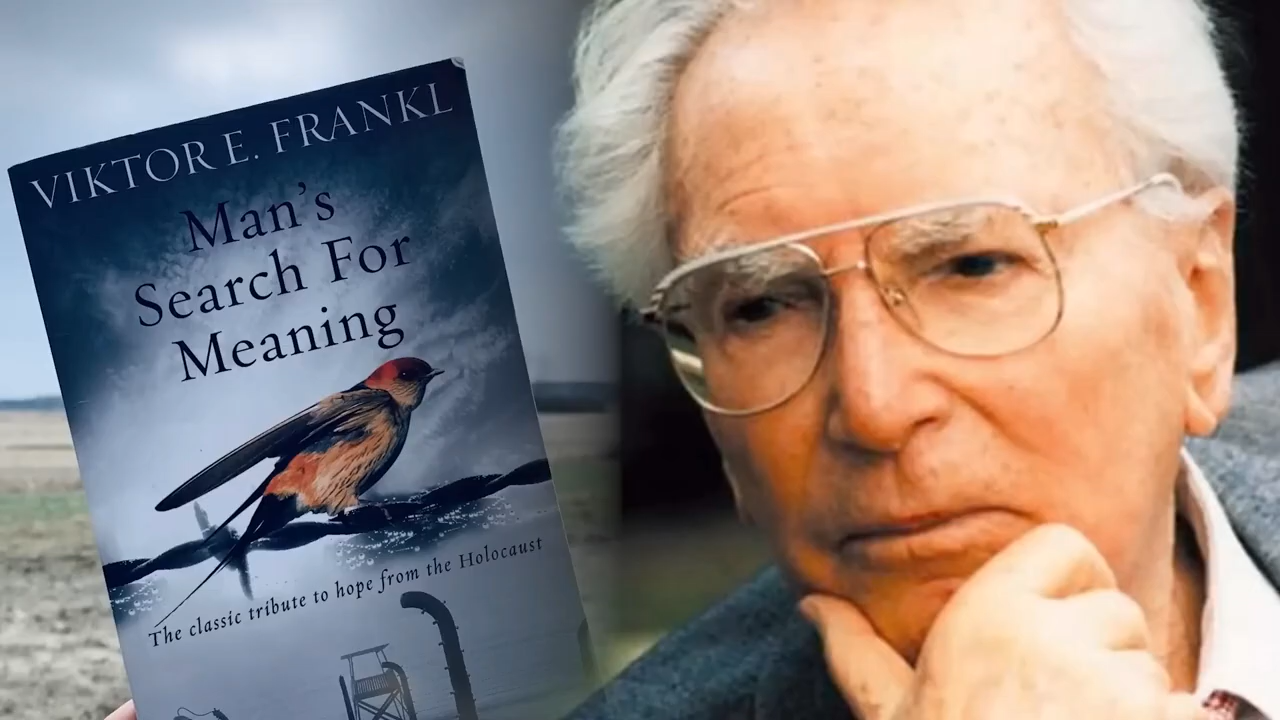 VIKTOR E. FRANKL
Man's
Search For
Meaning
The classic tribute to hope from the Holocaust